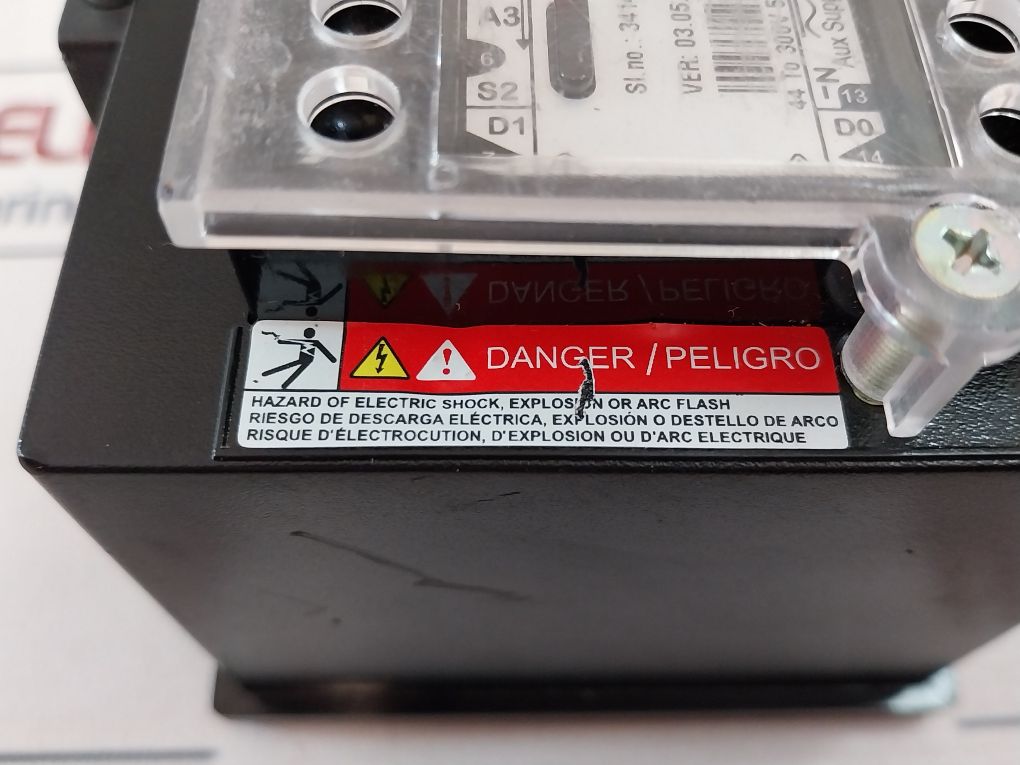 A3
6
S2
D1
Sl.no.: 341
VER: 03.05.
44 to 300V
~
-N
Aux Sup
13
D0
14
DANGER / PELIGRO
HAZARD OF ELECTRIC SHOCK, EXPLOSION OR ARC FLASH
RIESGO DE DESCARGA ELÉCTRICA, EXPLOSIÓN O DESTELLO DE ARCO
RISQUE D'ÉLECTROCUTION, D'EXPLOSION OU D'ARC ELECTRIQUE